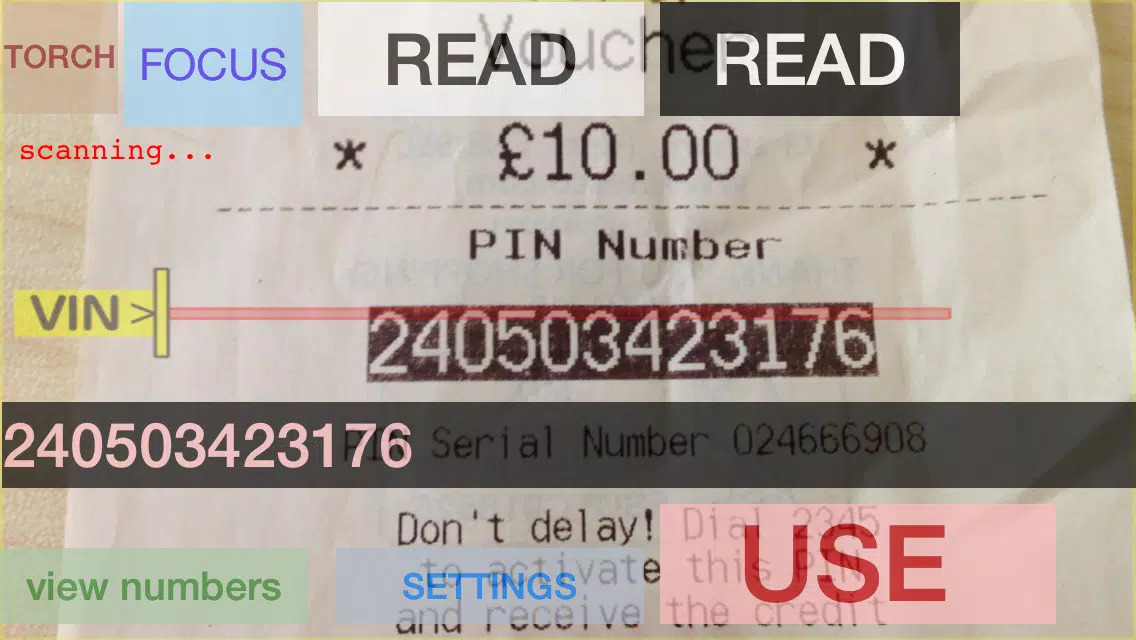 TORCH
FOCUS
READ
READ
Voucher
scanning...
* £10.00 *
PIN Number
VIN >
240503423176
240503423176
PIN Serial Number 024666908
Don't delay! Dial 2345
to activate this PIN
and receive the credit
view numbers
SETTINGS
USE